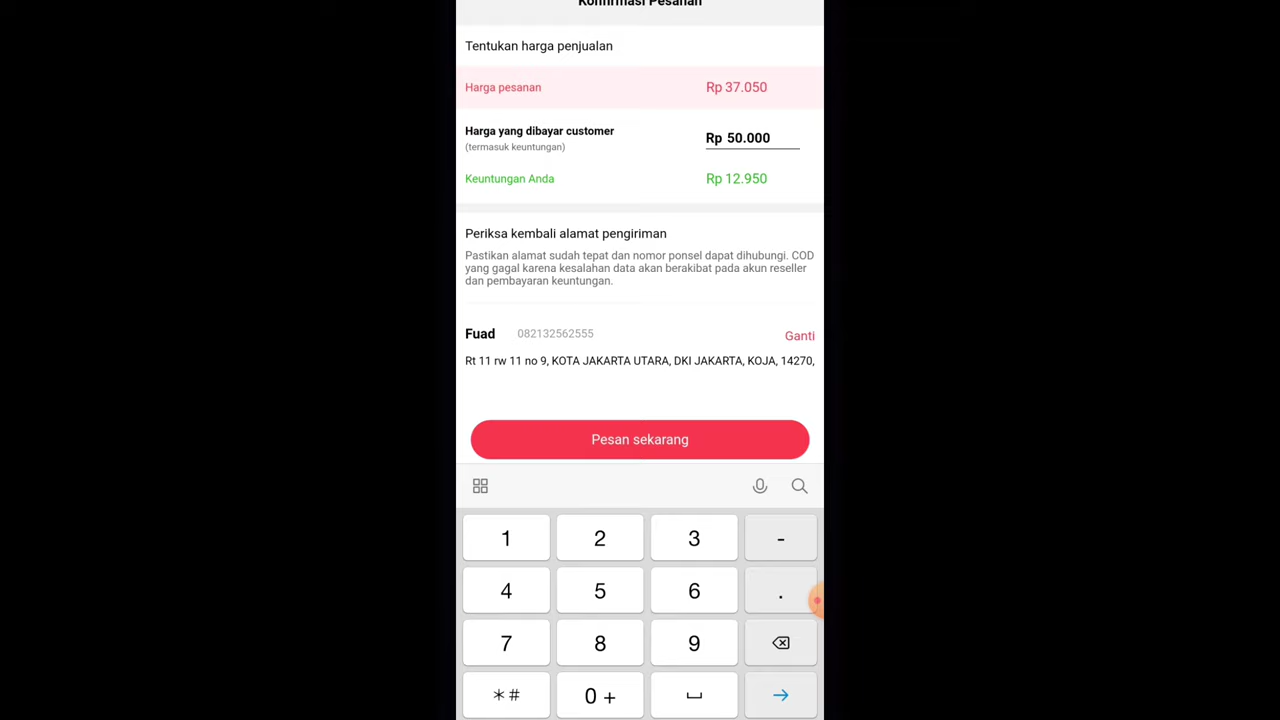 Konfirmasi Pesanan
Tentukan harga penjualan
Harga pesanan Rp 37.050
Harga yang dibayar customer Rp 50.000
(termasuk keuntungan)
Keuntungan Anda Rp 12.950
Periksa kembali alamat pengiriman
Pastikan alamat sudah tepat dan nomor ponsel dapat dihubungi. COD
yang gagal karena kesalahan data akan berakibat pada akun reseller
dan pembayaran keuntungan.
Fuad 082132562555 Ganti
Rt 11 rw 11 no 9, KOTA JAKARTA UTARA, DKI JAKARTA, KOJA, 14270,
Pesan sekarang
1 2 3 -
4 5 6 .
7 8 9
*# 0 +